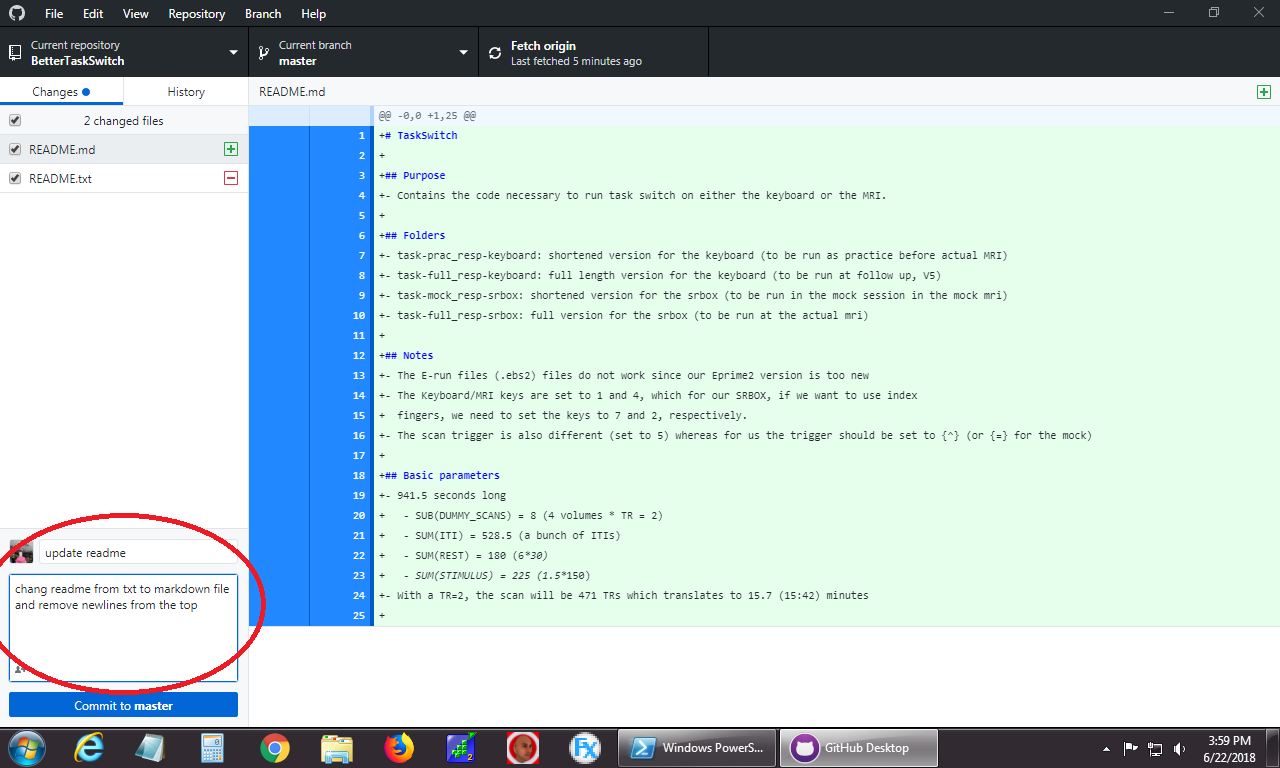 File Edit View Repository Branch Help
Current repository
BetterTaskSwitch
Current branch
master
Fetch origin
Last fetched 5 minutes ago
Changes
History
README.md
2 changed files
README.md
README.txt
@@ -0,0 +1,25 @@
1 +# TaskSwitch
2 +
3 +## Purpose
4 +- Contains the code necessary to run task switch on either the keyboard or the MRI.
5 +
6 +## Folders
7 +- task-prac_resp-keyboard: shortened version for the keyboard (to be run as practice before actual MRI)
8 +- task-full_resp-keyboard: full length version for the keyboard (to be run at follow up, V5)
9 +- task-mock_resp-srbox: shortened version for the srbox (to be run in the mock session in the mock mri)
10 +- task-full_resp-srbox: full version for the srbox (to be run at the actual mri)
11 +
12 +## Notes
13 +- The E-run files (.ebs2) files do not work since our Eprime2 version is too new
14 +- The Keyboard/MRI keys are set to 1 and 4, which for our SRBOX, if we want to use index
15 +  fingers, we need to set the keys to 7 and 2, respectively.
16 +- The scan trigger is also different (set to 5) whereas for us the trigger should be set to {^} (or {=} for the mock)
17 +
18 +## Basic parameters
19 +- 941.5 seconds long
20 +   - SUB(DUMMY_SCANS) = 8 (4 volumes * TR = 2)
21 +   - SUM(ITI) = 528.5 (a bunch of ITIs)
22 +   - SUM(REST) = 180 (6*30)
23 +   - SUM(STIMULUS) = 225 (1.5*150)
24 +- With a TR=2, the scan will be 471 TRs which translates to 15.7 (15:42) minutes
25 +
update readme
chang readme from txt to markdown file
and remove newlines from the top
Commit to master
Windows PowerS...
GitHub Desktop
3:59 PM
6/22/2018